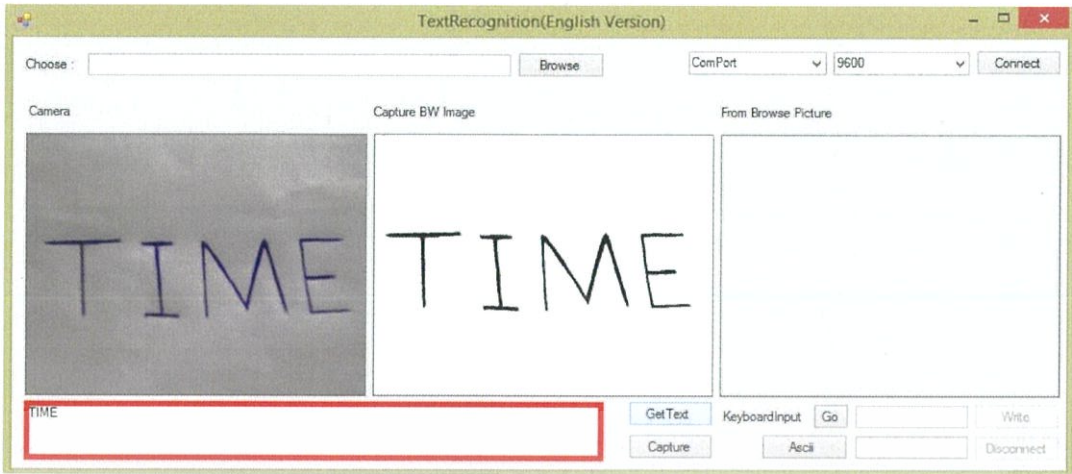 TextRecognition(English Version)
Choose : Browse ComPort 9600 Connect
Camera Capture BW Image From Browse Picture
TIME TIME
TIME
GetText KeyboardInput Go Write
Capture Ascii Disconnect